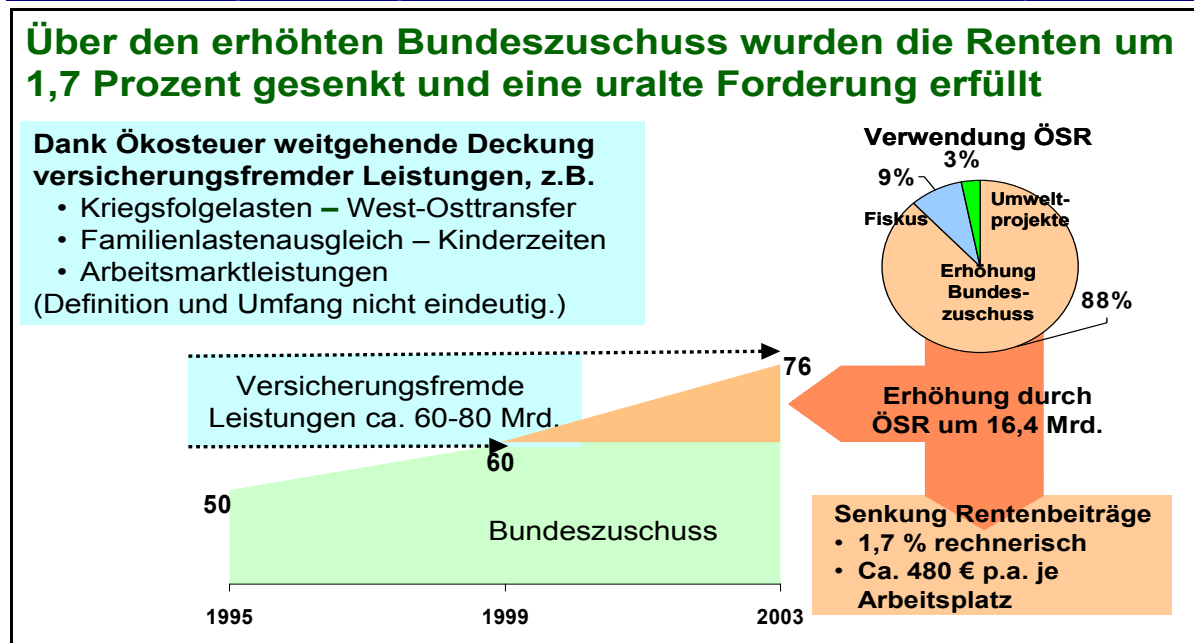 Über den erhöhten Bundeszuschuss wurden die Renten um
1,7 Prozent gesenkt und eine uralte Forderung erfüllt
Dank Ökosteuer weitgehende Deckung
versicherungsfremder Leistungen, z.B.
• Kriegsfolgelasten – West-Osttransfer
• Familienlastenausgleich – Kinderzeiten
• Arbeitsmarktleistungen
(Definition und Umfang nicht eindeutig.)
Verwendung ÖSR
3%
9%
Fiskus
Umwelt-
projekte
Erhöhung
Bundes-
zuschuss
88%
Versicherungsfremde
Leistungen ca. 60-80 Mrd.
76
60
50
Bundeszuschuss
Erhöhung durch
ÖSR um 16,4 Mrd.
Senkung Rentenbeiträge
• 1,7 % rechnerisch
• Ca. 480 € p.a. je
Arbeitsplatz
1995
1999
2003